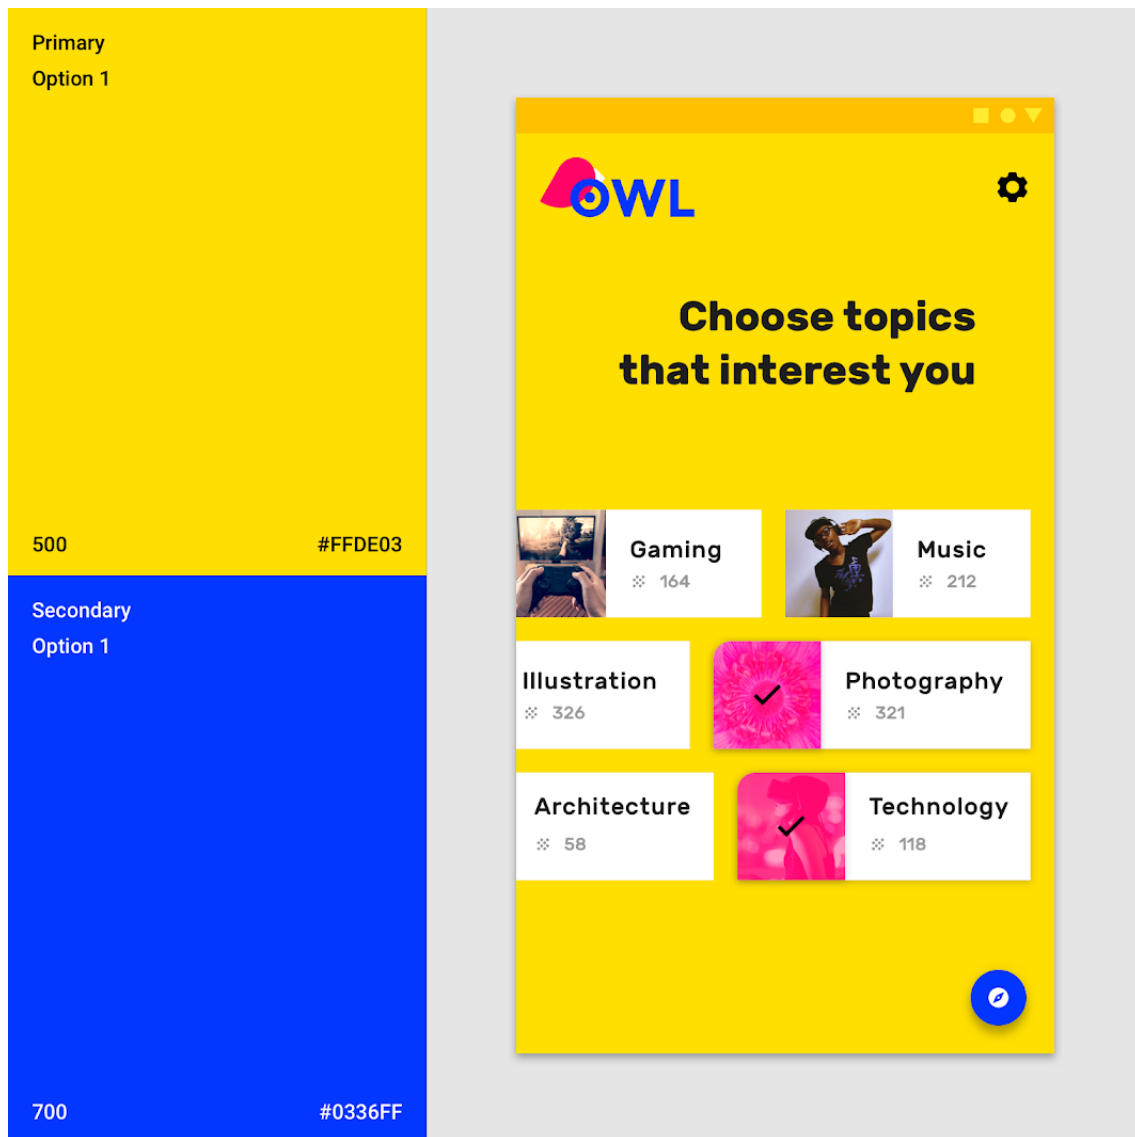 Primary
Option 1
500
#FFDE03
Secondary
Option 1
700
#0336FF
OWL
Choose topics
that interest you
Gaming
164
Music
212
Illustration
326
Photography
321
Architecture
58
Technology
118